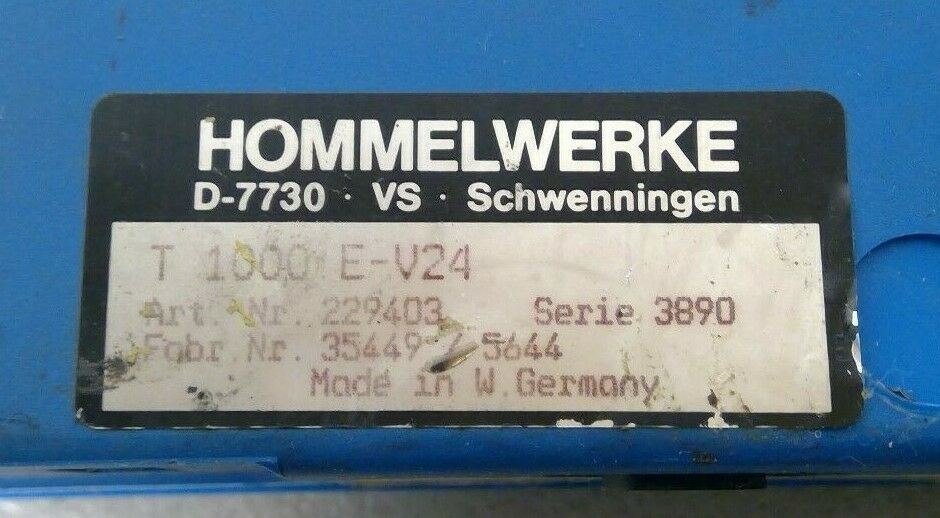 HOMMELWERKE
D-7730 · VS · Schwenningen
T 1000 E-V24
Art. Nr. 229403 Serie 3890
Fabr. Nr. 35449 / 5644
Made in W. Germany